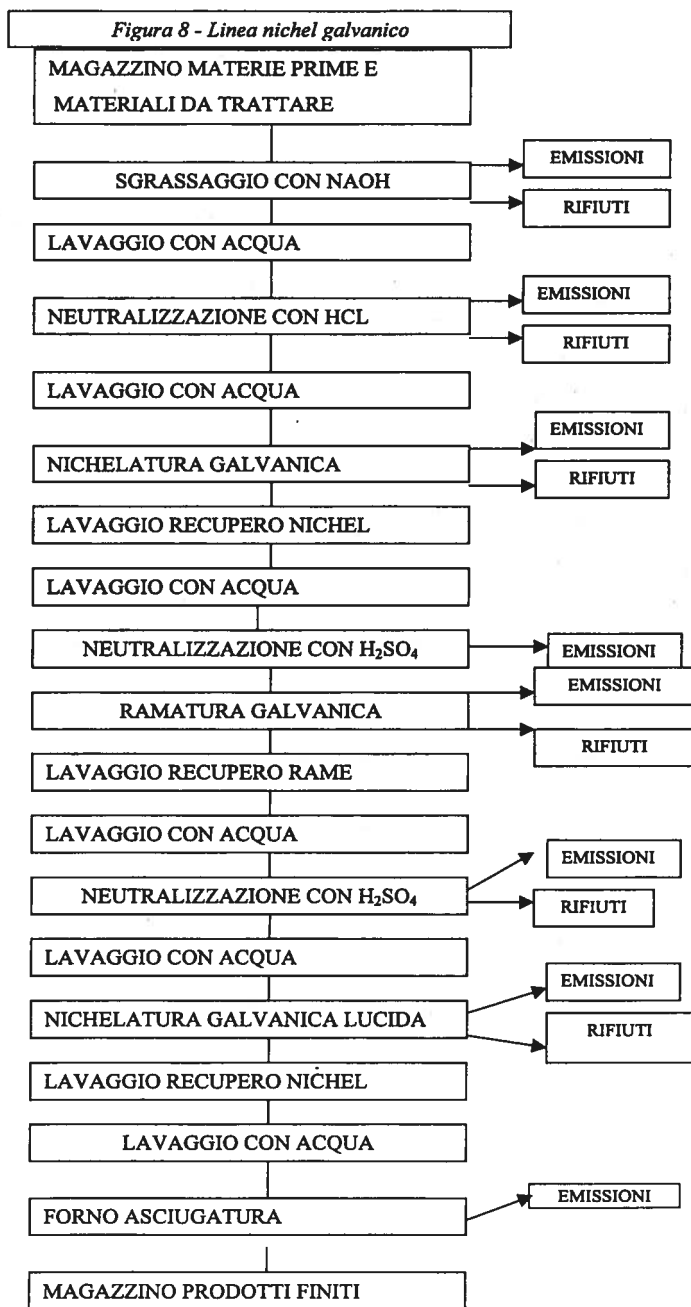 Figura 8 - Linea nichel galvanico
MAGAZZINO MATERIE PRIME E
MATERIALI DA TRATTARE
SGRASSAGGIO CON NAOH
EMISSIONI
RIFIUTI
LAVAGGIO CON ACQUA
NEUTRALIZZAZIONE CON HCL
EMISSIONI
RIFIUTI
LAVAGGIO CON ACQUA
NICHELATURA GALVANICA
EMISSIONI
RIFIUTI
LAVAGGIO RECUPERO NICHEL
LAVAGGIO CON ACQUA
NEUTRALIZZAZIONE CON H₂SO₄
EMISSIONI
RAMATURA GALVANICA
EMISSIONI
RIFIUTI
LAVAGGIO RECUPERO RAME
LAVAGGIO CON ACQUA
NEUTRALIZZAZIONE CON H₂SO₄
EMISSIONI
RIFIUTI
LAVAGGIO CON ACQUA
NICHELATURA GALVANICA LUCIDA
EMISSIONI
RIFIUTI
LAVAGGIO RECUPERO NICHEL
LAVAGGIO CON ACQUA
FORNO ASCIUGATURA
EMISSIONI
MAGAZZINO PRODOTTI FINITI